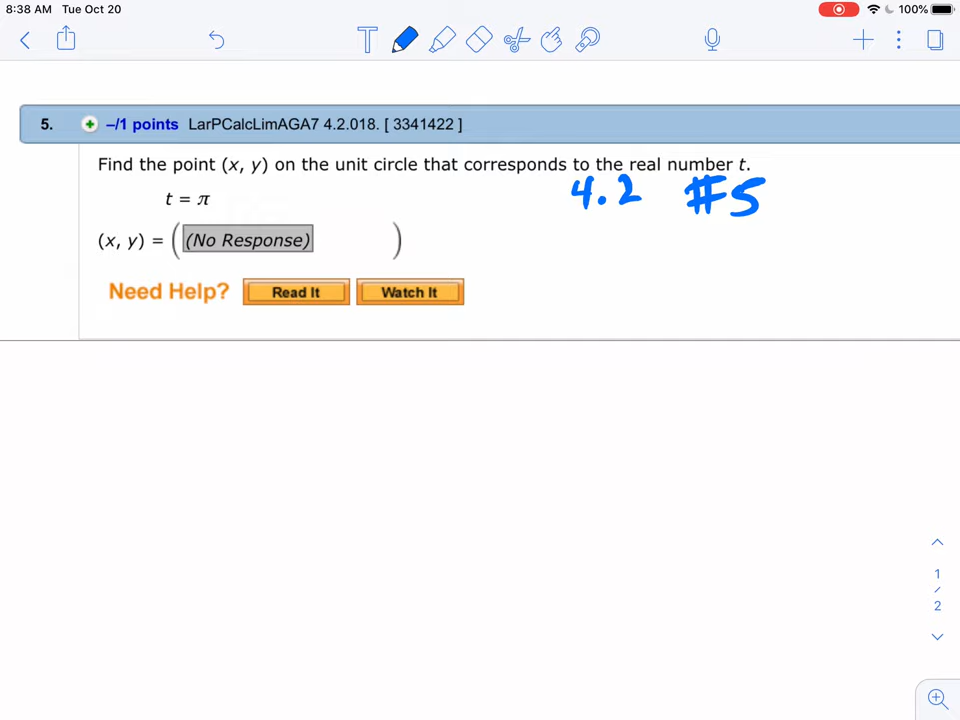 8:38 AM Tue Oct 20 100%
T
5. –/1 points LarPCalcLimAGA7 4.2.018. [ 3341422 ]
Find the point (x, y) on the unit circle that corresponds to the real number t.
t = π
4.2 #5
(x, y) = ( (No Response) )
Need Help? Read It Watch It
1
/
2